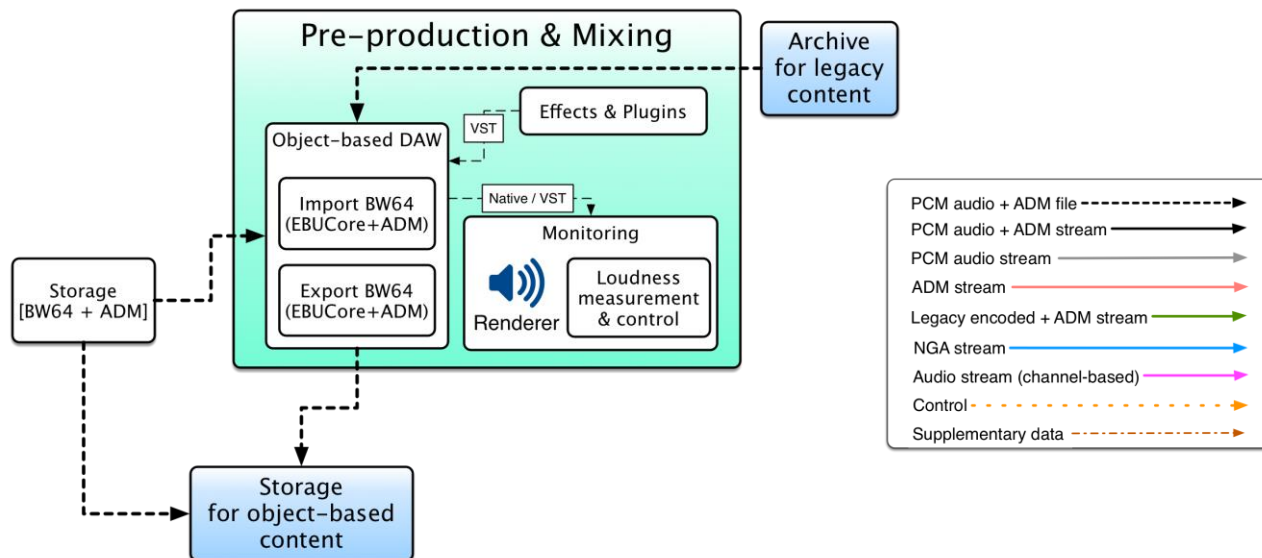 Pre-production & Mixing
Archive
for legacy
content
Effects & Plugins
VST
Object-based DAW
Import BW64
(EBUCore+ADM)
Native / VST
Monitoring
Export BW64
(EBUCore+ADM)
Renderer
Loudness
measurement
& control
Storage
[BW64 + ADM]
Storage
for object-based
content
PCM audio + ADM file
PCM audio + ADM stream
PCM audio stream
ADM stream
Legacy encoded + ADM stream
NGA stream
Audio stream (channel-based)
Control
Supplementary data